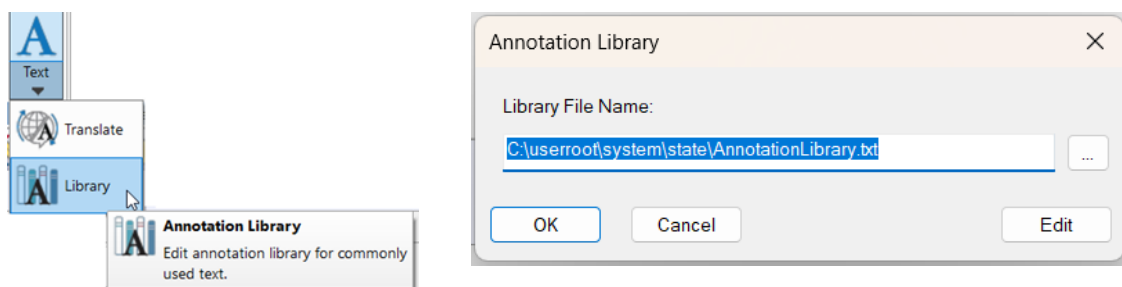 Text
Translate
Library
Annotation Library
Edit annotation library for commonly
used text.
Annotation Library
Library File Name:
C:\userroot\system\state\AnnotationLibrary.txt
...
OK
Cancel
Edit